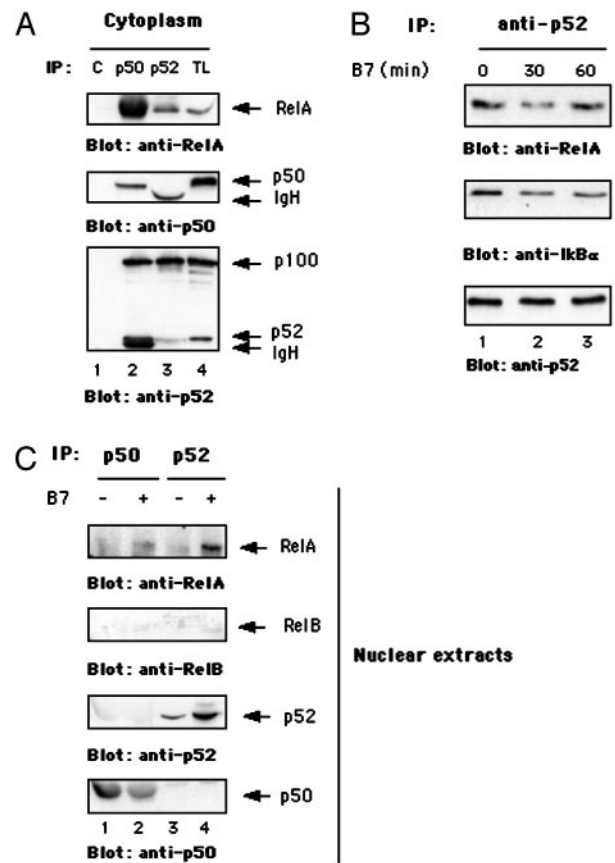 A
Cytoplasm
IP: C p50 p52 TL
RelA
Blot: anti-RelA
p50
IgH
Blot: anti-p50
p100
p52
IgH
1 2 3 4
Blot: anti-p52
B
IP: anti-p52
B7 (min) 0 30 60
Blot: anti-RelA
Blot: anti-IkBα
1 2 3
Blot: anti-p52
C
IP: p50 p52
B7 - + - +
RelA
Blot: anti-RelA
RelB
Blot: anti-RelB
p52
Blot: anti-p52
p50
1 2 3 4
Blot: anti-p50
Nuclear extracts